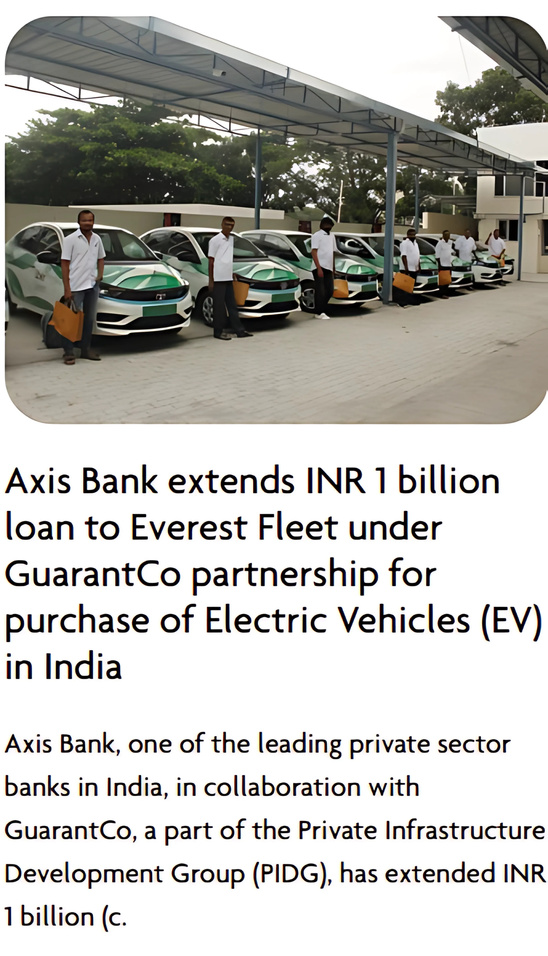 Axis Bank extends INR 1 billion
loan to Everest Fleet under
GuarantCo partnership for
purchase of Electric Vehicles (EV)
in India
Axis Bank, one of the leading private sector
banks in India, in collaboration with
GuarantCo, a part of the Private Infrastructure
Development Group (PIDG), has extended INR
1 billion (c.